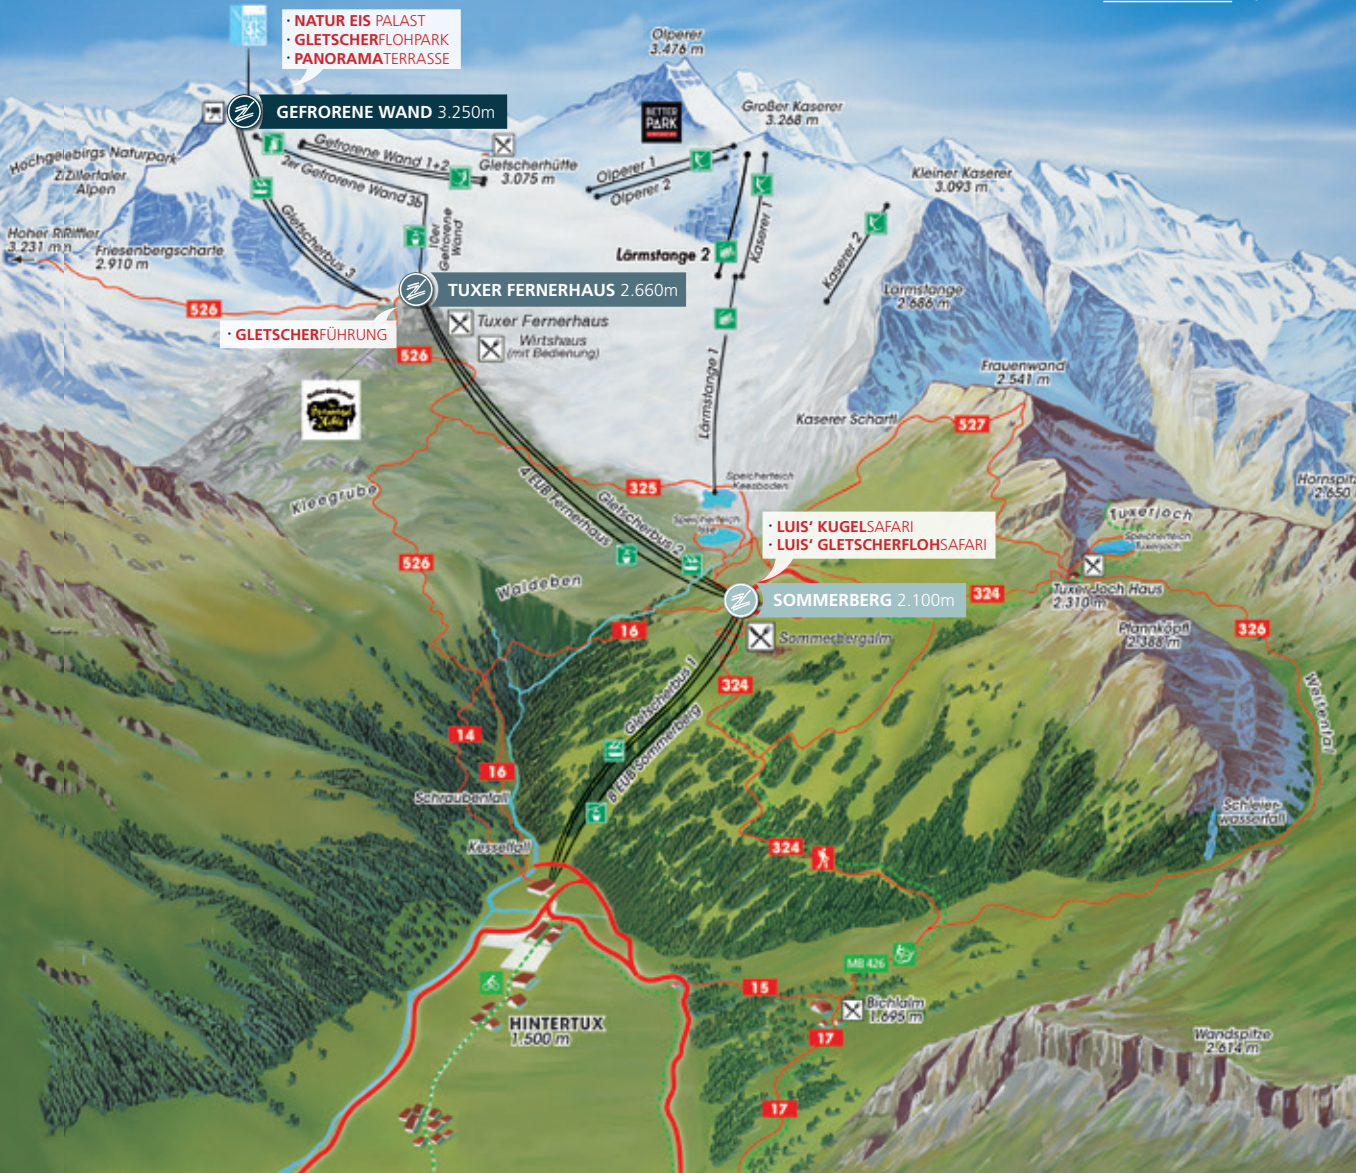 · NATUR EIS PALAST
· GLETSCHERFLOHPARK
· PANORAMATERRASSE
Olperer
3.476 m
GEFRORENE WAND 3.250m
BETTER
PARK
Großer Kaserer
3.268 m
Hochgebirgs Naturpark
Zillertaler
Alpen
Gefrorene Wand 1+2
2er Gefrorene Wand 3b
Gletscherhütte
3.075 m
Olperer 1
Olperer 2
Kleiner Kaserer
3.093 m
Gletscherbus 3
10er
Gefrorene
Wand
Lärmstange 2
Kaserer 1
Kaserer 2
Hoher Riffler
3.231 m
Friesenbergscharte
2.910 m
526
TUXER FERNERHAUS 2.660m
Lärmstange
2.686 m
· GLETSCHERFÜHRUNG
Tuxer Fernerhaus
Wirtshaus
(mit Bedienung)
526
Lärmstange 1
Frauenwand
2.541 m
Kaserer Schartl
527
Kleegrube
325
4 EUB Fernerhaus
Gletscherbus 2
Speicherteich
Keesboden
Speicherteich
Hornspitz
2.650
Tuxerjoch
Speicherteich
Tuxerjoch
· LUIS' KUGELSAFARI
· LUIS' GLETSCHERFLOHSAFARI
526
Waldeben
SOMMERBERG 2.100m
324
Tuxer Joch Haus
2.310 m
16
Sommerbergalm
Pfannköpfl
2.388 m
326
324
Gletscherbus 1
8 EUB Sommerberg
Weitental
14
16
Schraubenfall
Kesselfall
Schleier-
wasserfall
324
MB 426
15
Bichlalm
1.695 m
17
HINTERTUX
1.500 m
Wandspitze
2.614 m
17